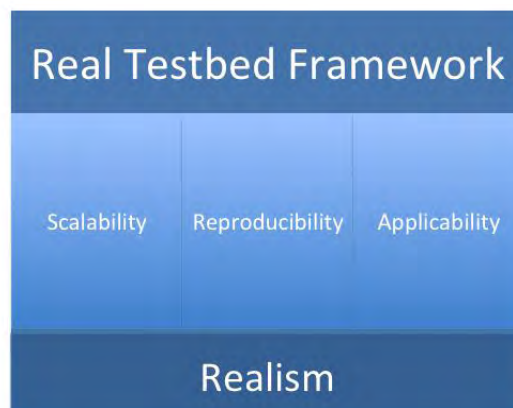 Real Testbed Framework
Scalability Reproducibility Applicability
Realism